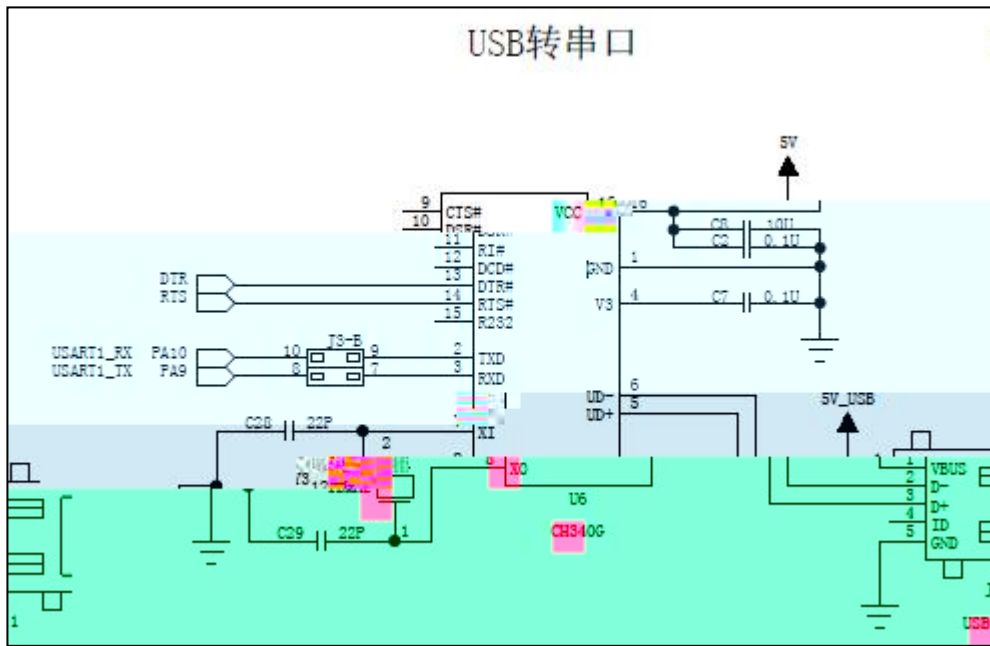 USB转串口
5V
9 CTS# VCC
10 DSR#
C8 10U
11 RI# C2 0.1U
12 DCD# GND 1
DTR 13 DTR#
RTS 14 RTS# V3 4 C7 0.1U
15 R232
J3-B
USART1_RX PA10 10 9 2 TXD
USART1_TX PA9 8 7 3 RXD
UD- 6
UD+ 5 5V_USB
C28 22P XI
2
XO 1 VBUS
2 D-
U6 3 D+
C29 22P 1 CH340G 4 ID
5 GND
1 USB